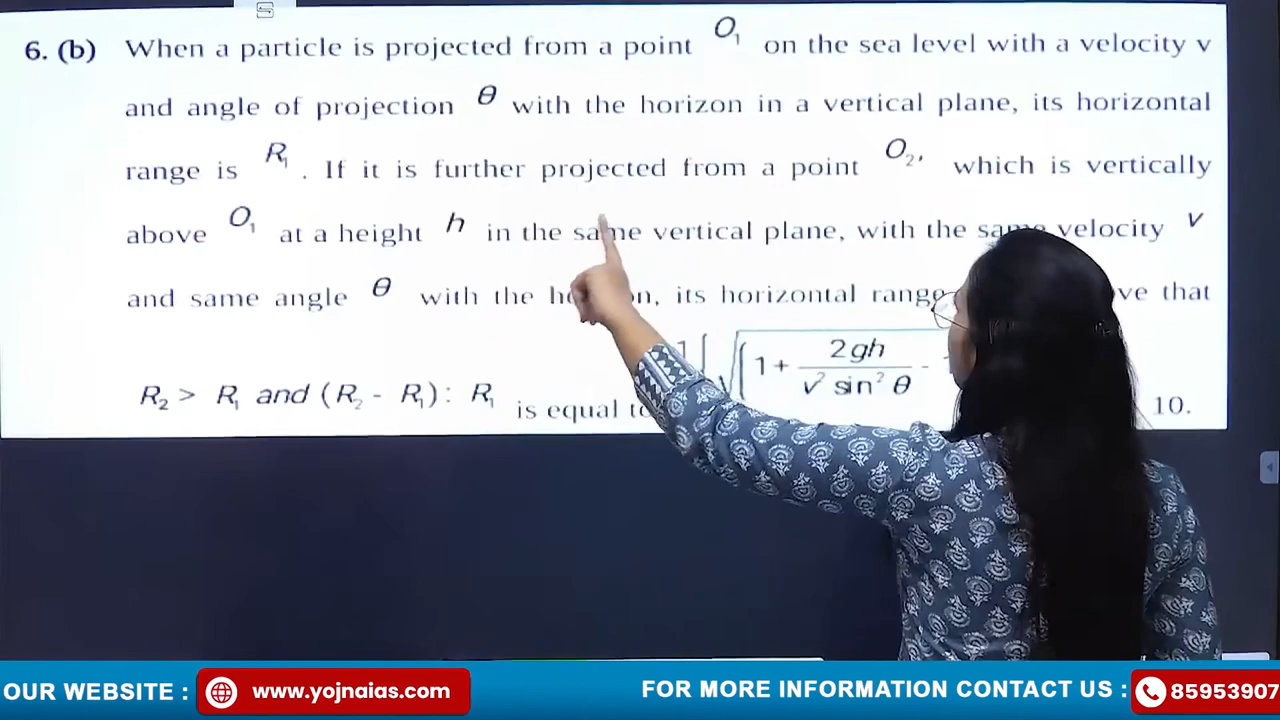 6. (b) When a particle is projected from a point O₁ on the sea level with a velocity v
and angle of projection θ with the horizon in a vertical plane, its horizontal
range is R₁. If it is further projected from a point O₂, which is vertically
above O₁ at a height h in the same vertical plane, with the same velocity v
and same angle θ with the its horizontal range that
R₂ > R₁ and (R₂ - R₁) : R₁ is equal √(1 + 2gh / v² sin² θ - 10.
OUR WEBSITE : www.yojnaias.com FOR MORE INFORMATION CONTACT US : 85953907